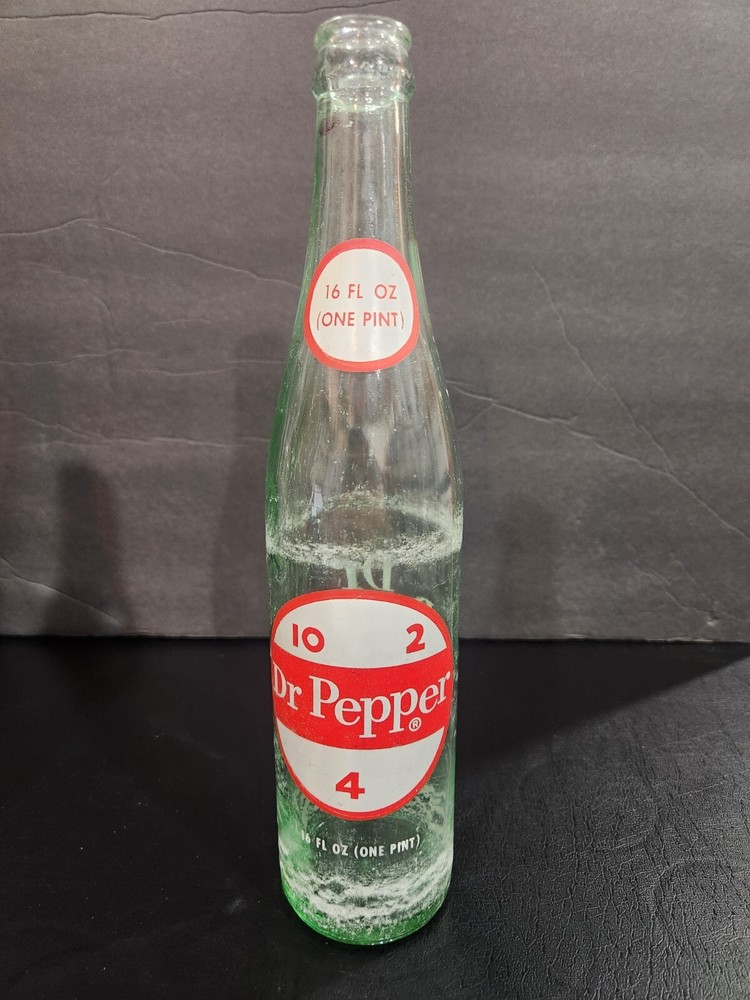 16 FL OZ
(ONE PINT)
10 2
Dr Pepper
®
4
16 FL OZ (ONE PINT)